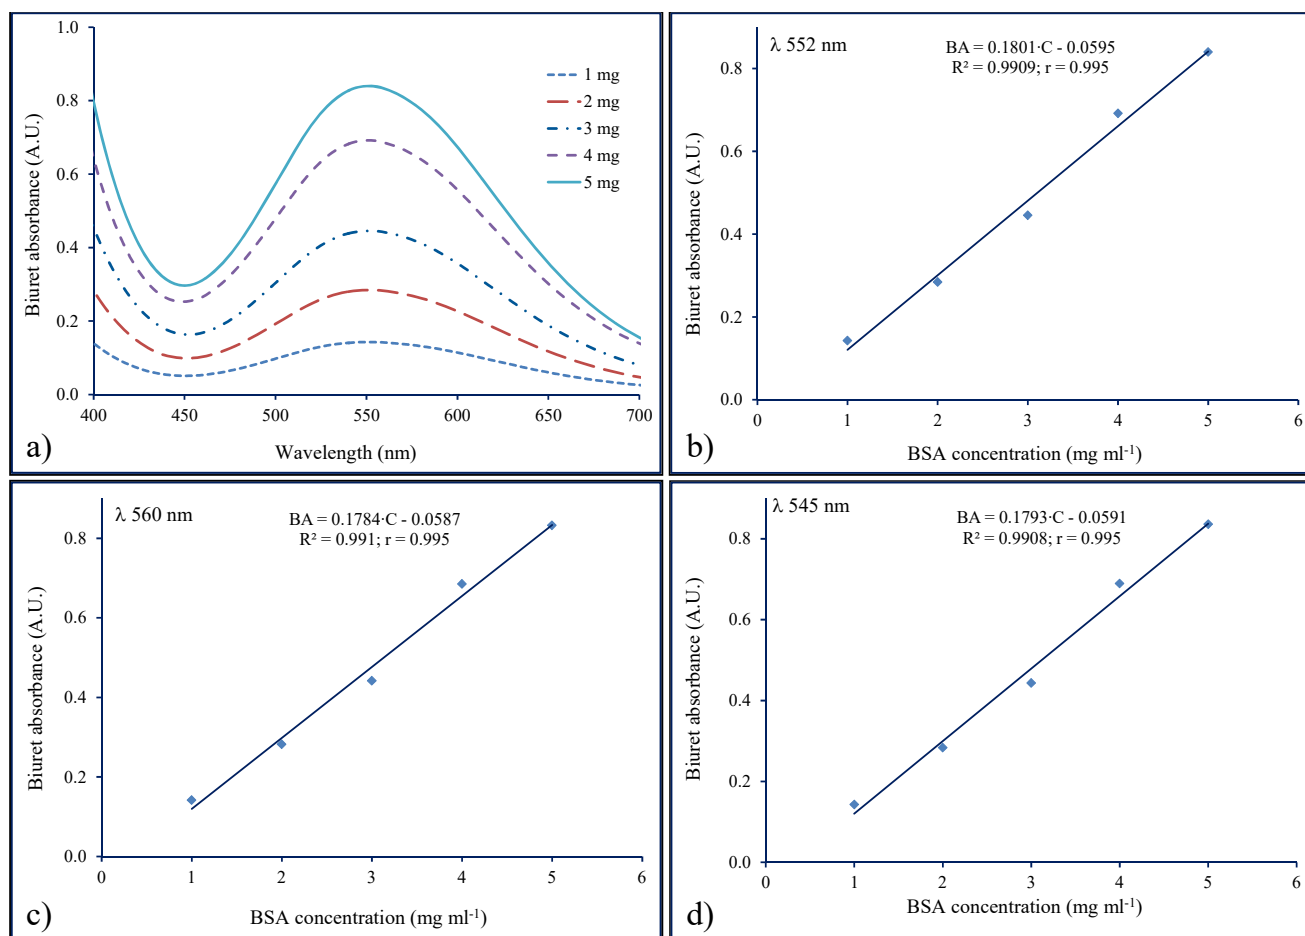 1.0
0.8
0.6
0.4
0.2
0.0
400 450 500 550 600 650 700
Biuret absorbance (A.U.)
Wavelength (nm)
1 mg
2 mg
3 mg
4 mg
5 mg
a)
λ 552 nm
BA = 0.1801·C - 0.0595
R² = 0.9909; r = 0.995
0.8
0.6
0.4
0.2
0.0
0 1 2 3 4 5 6
Biuret absorbance (A.U.)
BSA concentration (mg ml⁻¹)
b)
λ 560 nm
BA = 0.1784·C - 0.0587
R² = 0.991; r = 0.995
0.8
0.6
0.4
0.2
0.0
0 1 2 3 4 5 6
Biuret absorbance (A.U.)
BSA concentration (mg ml⁻¹)
c)
λ 545 nm
BA = 0.1793·C - 0.0591
R² = 0.9908; r = 0.995
0.8
0.6
0.4
0.2
0.0
0 1 2 3 4 5 6
Biuret absorbance (A.U.)
BSA concentration (mg ml⁻¹)
d)